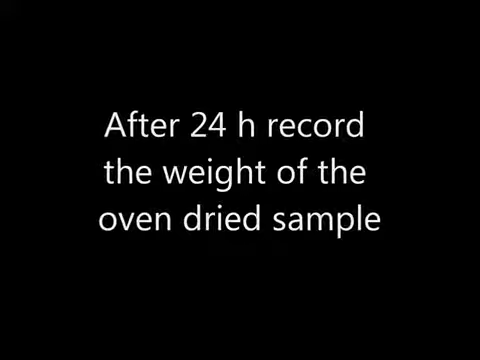 After 24 h record
the weight of the
oven dried sample